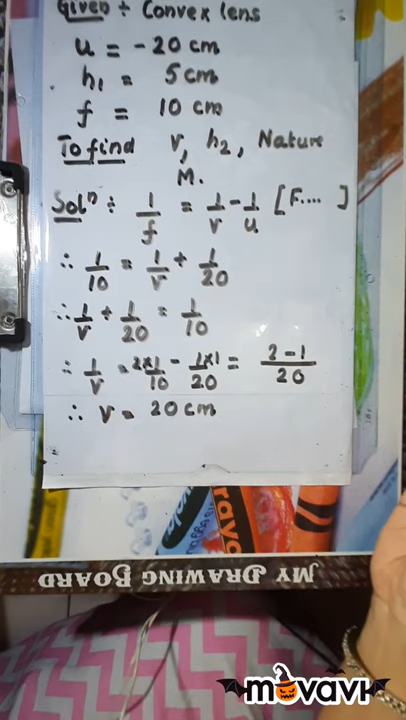 Given ÷ Convex lens
u = -20 cm
h₁ = 5 cm
f = 10 cm
To find v, h₂, Nature
M.
Solⁿ ÷ 1/f = 1/v - 1/u [F.... ]
∴ 1/10 = 1/v + 1/20
∴ 1/v + 1/20 = 1/10
∴ 1/v = 2×1/10 - 1×1/20 = 2-1/20
∴ v = 20 cm
MY DRAWING BOARD
movavi